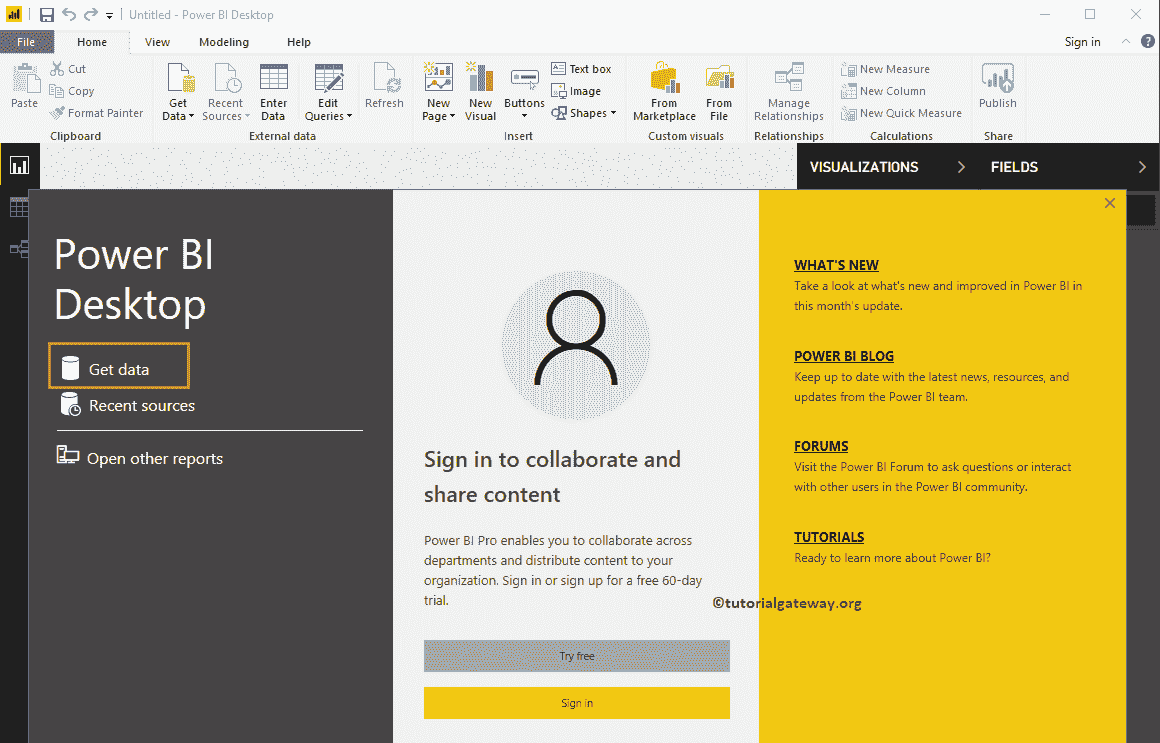 Untitled - Power BI Desktop
File Home View Modeling Help Sign in
Paste
Cut
Copy
Format Painter
Clipboard
Get Data
Recent Sources
Enter Data
Edit Queries
External data
Refresh
New Page
New Visual
Buttons
Text box
Image
Shapes
Insert
From Marketplace
From File
Custom visuals
Manage Relationships
Relationships
New Measure
New Column
New Quick Measure
Calculations
Publish
Share
VISUALIZATIONS
FIELDS
Power BI
Desktop
Get data
Recent sources
Open other reports
Sign in to collaborate and
share content
Power BI Pro enables you to collaborate across
departments and distribute content to your
organization. Sign in or sign up for a free 60-day
trial.
Try free
Sign in
WHAT'S NEW
Take a look at what's new and improved in Power BI in
this month's update.
POWER BI BLOG
Keep up to date with the latest news, resources, and
updates from the Power BI team.
FORUMS
Visit the Power BI Forum to ask questions or interact
with other users in the Power BI community.
TUTORIALS
Ready to learn more about Power BI?
©tutorialgateway.org